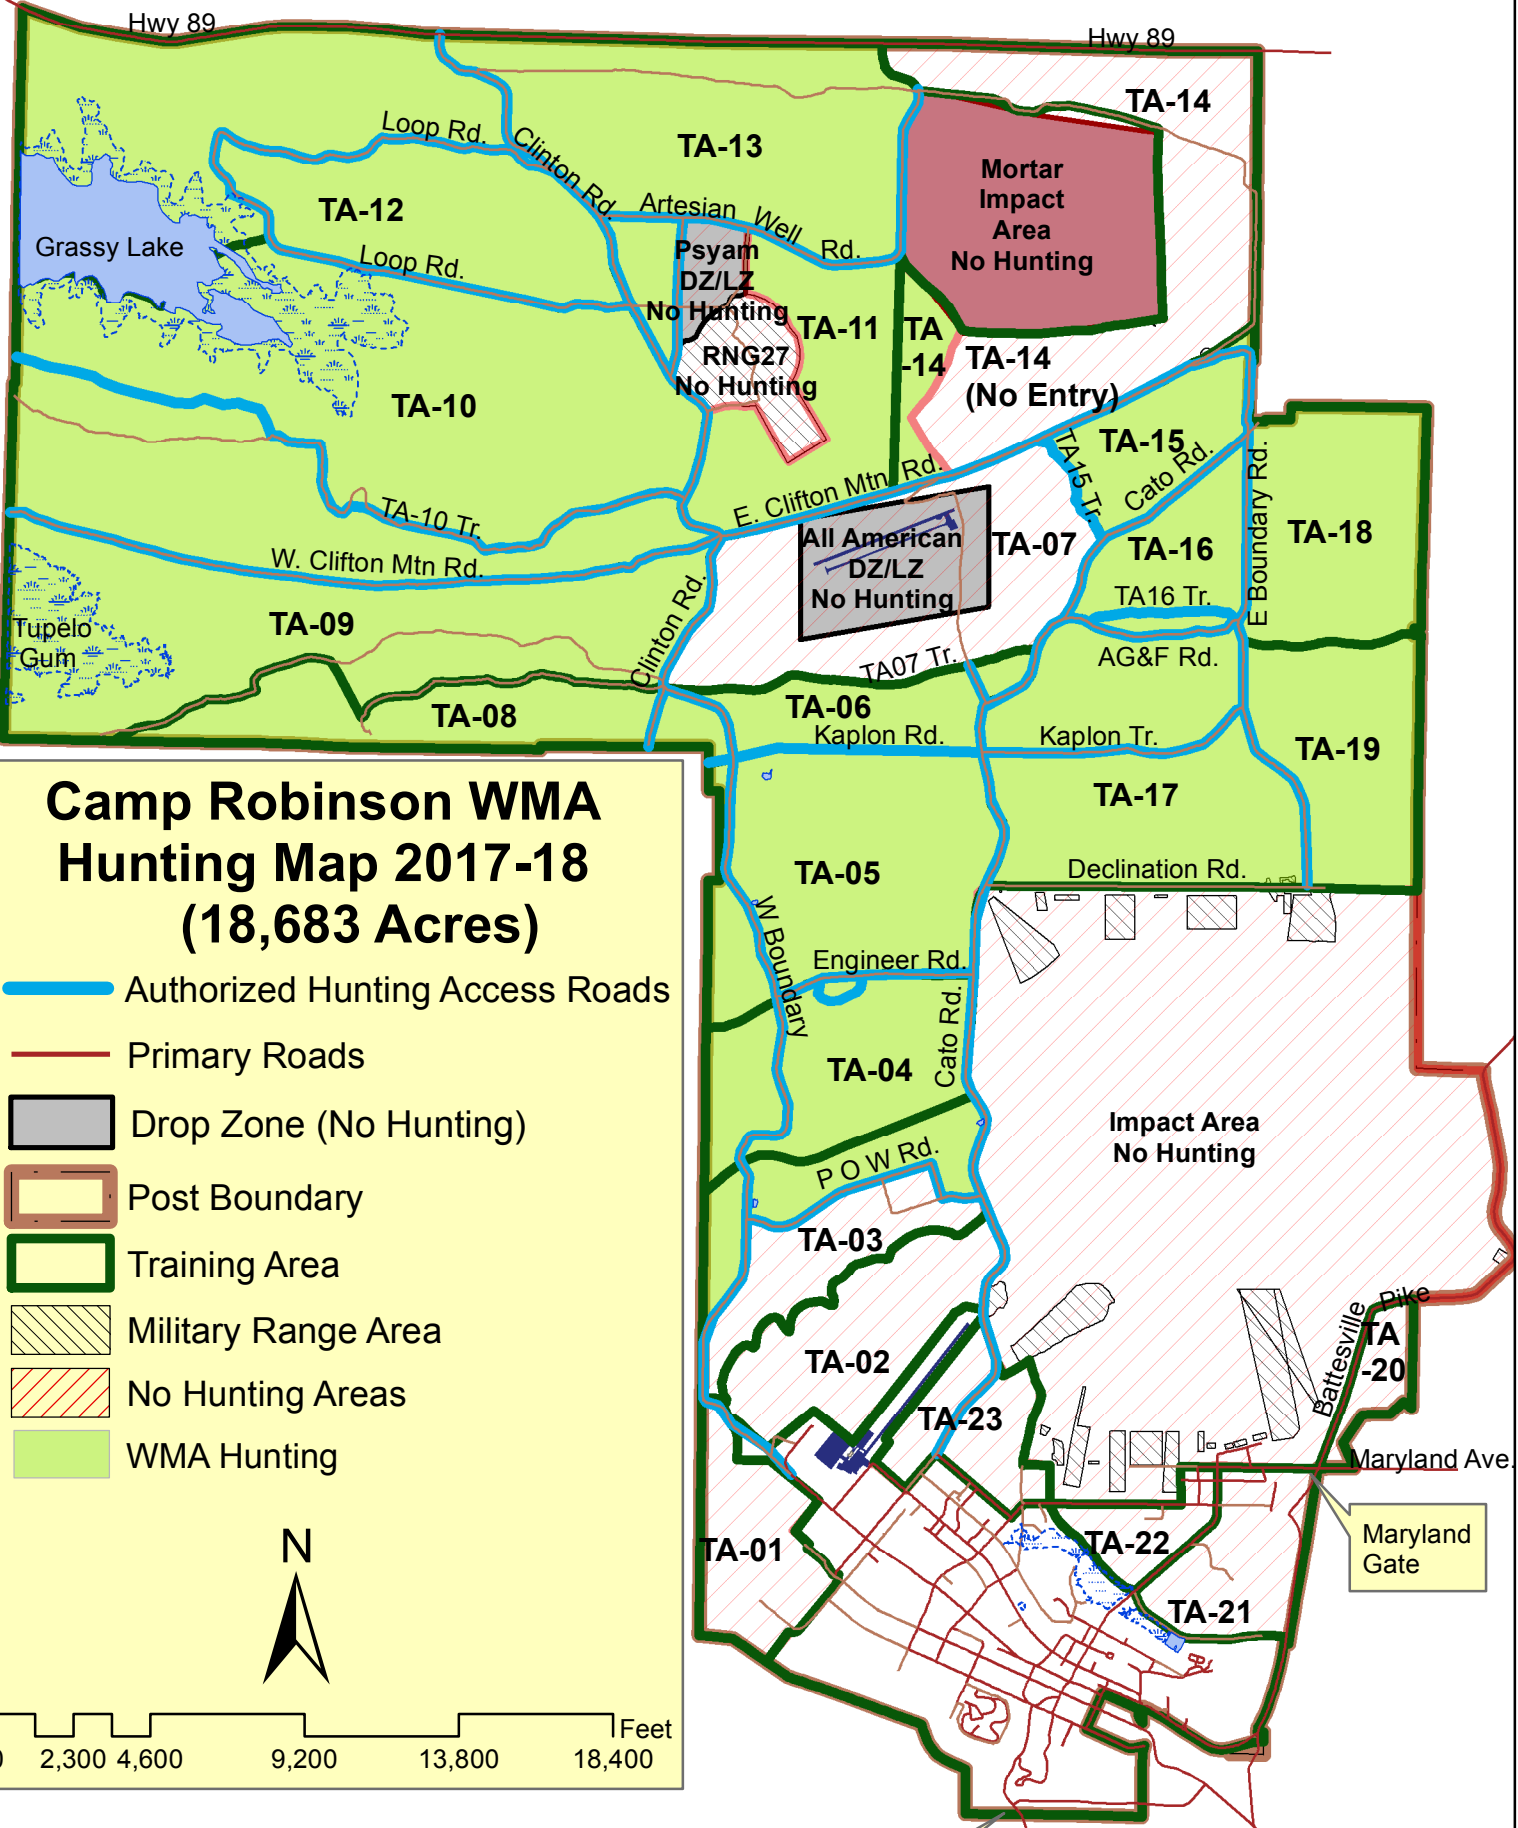 Hwy 89
Hwy 89
TA-14
Loop Rd.
Clinton Rd.
TA-13
Mortar
Impact
Area
No Hunting
TA-12
Artesian Well Rd.
Grassy Lake
Loop Rd.
Psyam
DZ/LZ
No Hunting
TA-11
TA
-14
TA-14
(No Entry)
RNG27
No Hunting
TA-10
TA-15
TA15 Tr.
Cato Rd.
E Boundary Rd.
E. Clifton Mtn. Rd.
TA-10 Tr.
W. Clifton Mtn Rd.
All American
DZ/LZ
No Hunting
TA-07
TA-16
TA-18
TA16 Tr.
TA-09
Tupelo
Gum
Clinton Rd.
TA07 Tr.
AG&F Rd.
TA-08
TA-06
Kaplon Rd.
Kaplon Tr.
TA-19
TA-17
TA-05
Declination Rd.
W Boundary
Engineer Rd.
Cato Rd.
TA-04
Impact Area
No Hunting
P O W Rd.
TA-03
TA-02
TA-23
Battesville Pike
TA
-20
Maryland Ave.
TA-01
TA-22
Maryland
Gate
TA-21
Camp Robinson WMA
Hunting Map 2017-18
(18,683 Acres)
Authorized Hunting Access Roads
Primary Roads
Drop Zone (No Hunting)
Post Boundary
Training Area
Military Range Area
No Hunting Areas
WMA Hunting
N
Feet
0 2,300 4,600 9,200 13,800 18,400